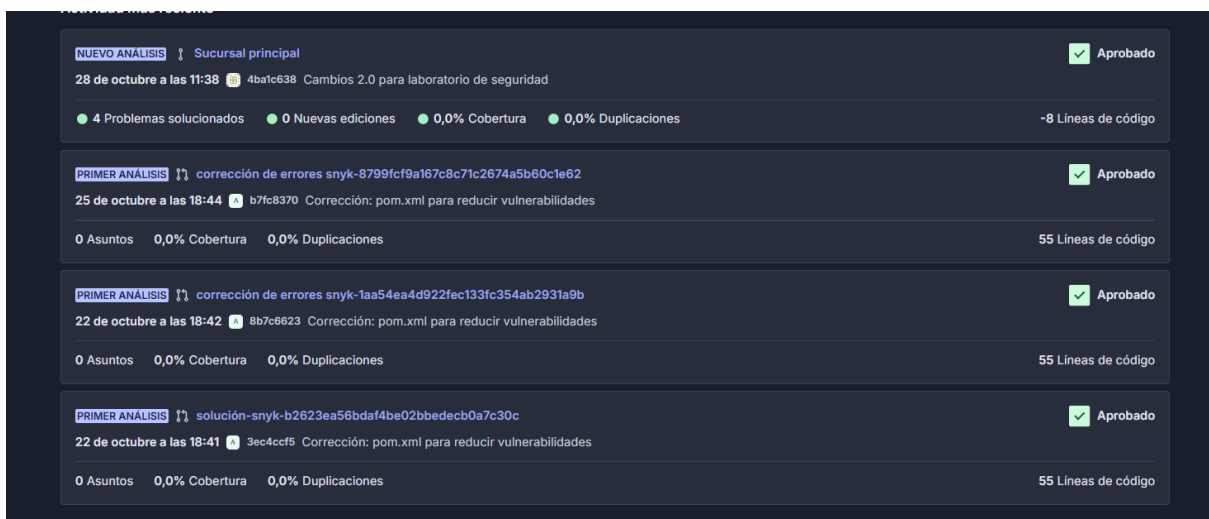 Actividad más reciente
NUEVO ANÁLISIS Sucursal principal Aprobado
28 de octubre a las 11:38 4ba1c638 Cambios 2.0 para laboratorio de seguridad
4 Problemas solucionados 0 Nuevas ediciones 0,0% Cobertura 0,0% Duplicaciones -8 Líneas de código
PRIMER ANÁLISIS corrección de errores snyk-8799fcf9a167c8c71c2674a5b60c1e62 Aprobado
25 de octubre a las 18:44 A b7fc8370 Corrección: pom.xml para reducir vulnerabilidades
0 Asuntos 0,0% Cobertura 0,0% Duplicaciones 55 Líneas de código
PRIMER ANÁLISIS corrección de errores snyk-1aa54ea4d922fec133fc354ab2931a9b Aprobado
22 de octubre a las 18:42 A 8b7c6623 Corrección: pom.xml para reducir vulnerabilidades
0 Asuntos 0,0% Cobertura 0,0% Duplicaciones 55 Líneas de código
PRIMER ANÁLISIS solución-snyk-b2623ea56bdaf4be02bbedecb0a7c30c Aprobado
22 de octubre a las 18:41 A 3ec4ccf5 Corrección: pom.xml para reducir vulnerabilidades
0 Asuntos 0,0% Cobertura 0,0% Duplicaciones 55 Líneas de código